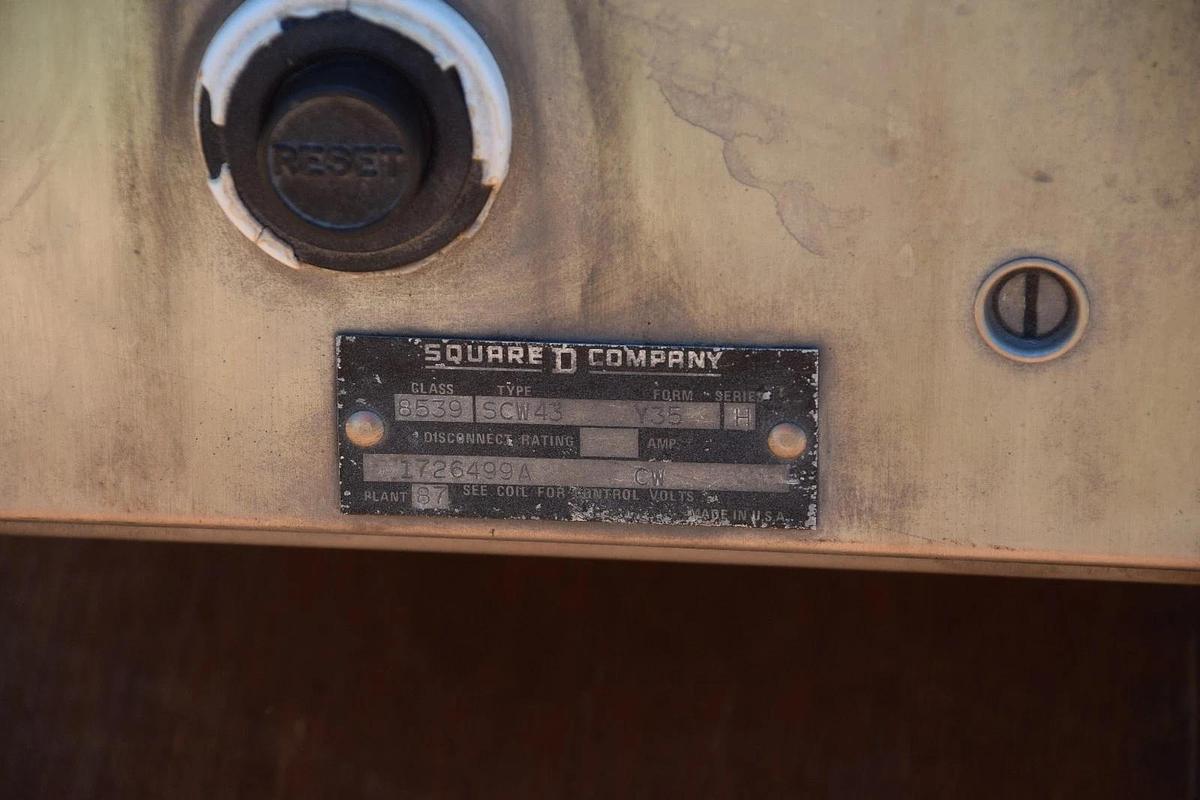 RESET
SQUARE D COMPANY
CLASS TYPE FORM SERIES
8539 SCW43 Y35 H
DISCONNECT RATING AMP.
1726499A CW
PLANT 87 SEE COIL FOR CONTROL VOLTS
MADE IN U.S.A.